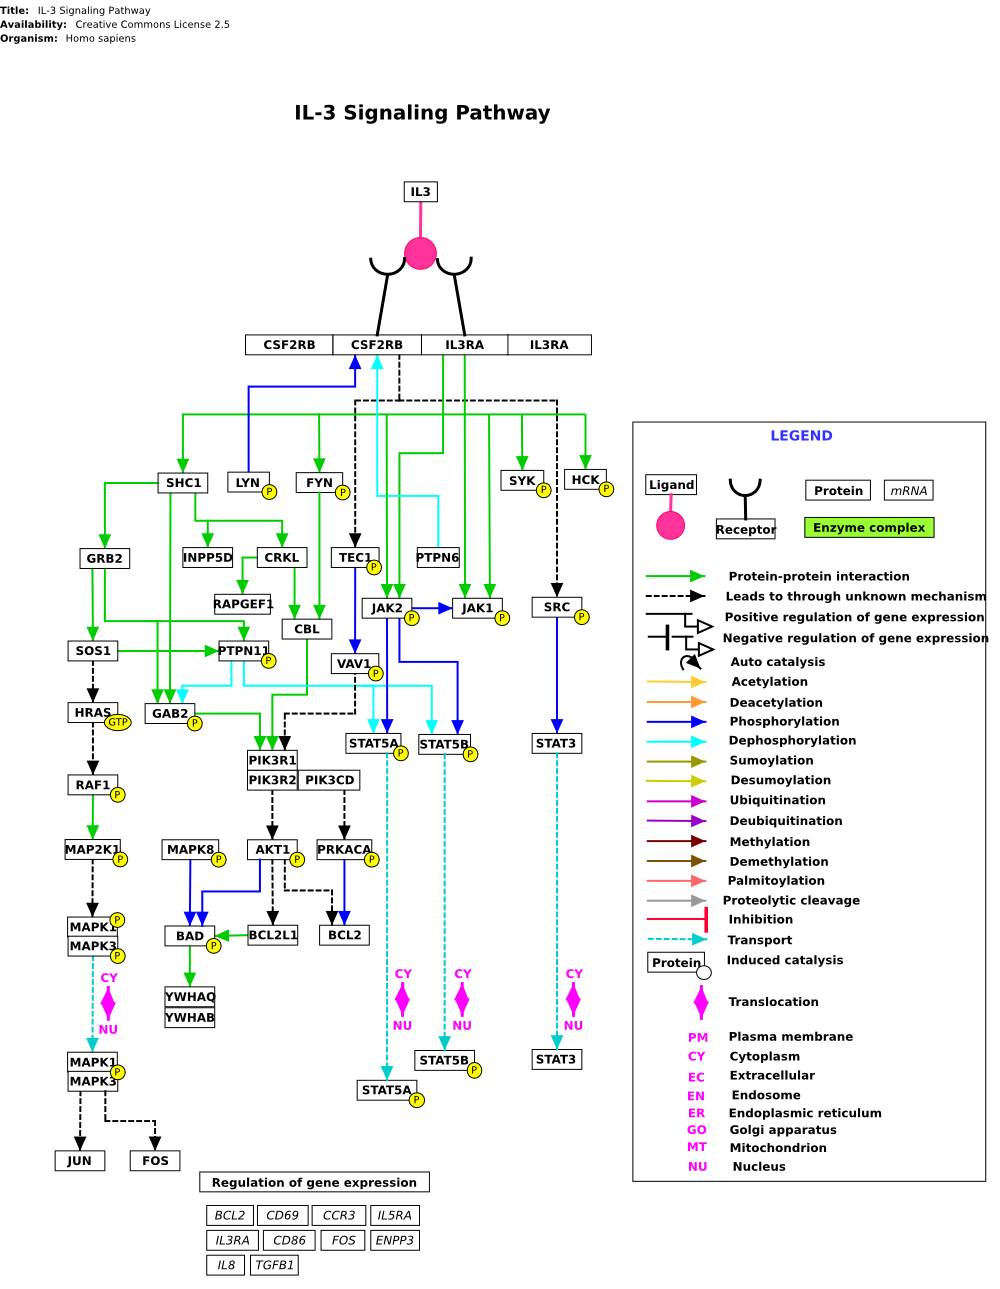 Title: IL-3 Signaling Pathway
Availability: Creative Commons License 2.5
Organism: Homo sapiens
IL-3 Signaling Pathway
IL3
CSF2RB CSF2RB IL3RA IL3RA
LEGEND
SHC1 LYN P FYN P SYK P HCK P
GRB2 INPP5D CRKL TEC1 P PTPN6
RAPGEF1 JAK2 P JAK1 P SRC P
CBL
SOS1 PTPN11 P VAV1 P
HRAS GTP GAB2 P
STAT5A P STAT5B P STAT3
PIK3R1
PIK3R2 PIK3CD
RAF1 P
MAP2K1 P MAPK8 P AKT1 P PRKACA P
MAPK1 P
MAPK3 P
BAD P BCL2L1 BCL2
CY CY CY CY
YWHAQ
YWHAB
NU NU NU NU
MAPK1 P
MAPK3
STAT5B P STAT3
STAT5A P
JUN FOS
Regulation of gene expression
BCL2 CD69 CCR3 IL5RA
IL3RA CD86 FOS ENPP3
IL8 TGFB1
Ligand
Protein mRNA
Receptor
Enzyme complex
Protein-protein interaction
Leads to through unknown mechanism
Positive regulation of gene expression
Negative regulation of gene expression
Auto catalysis
Acetylation
Deacetylation
Phosphorylation
Dephosphorylation
Sumoylation
Desumoylation
Ubiquitination
Deubiquitination
Methylation
Demethylation
Palmitoylation
Proteolytic cleavage
Inhibition
Transport
Protein Induced catalysis
Translocation
PM Plasma membrane
CY Cytoplasm
EC Extracellular
EN Endosome
ER Endoplasmic reticulum
GO Golgi apparatus
MT Mitochondrion
NU Nucleus